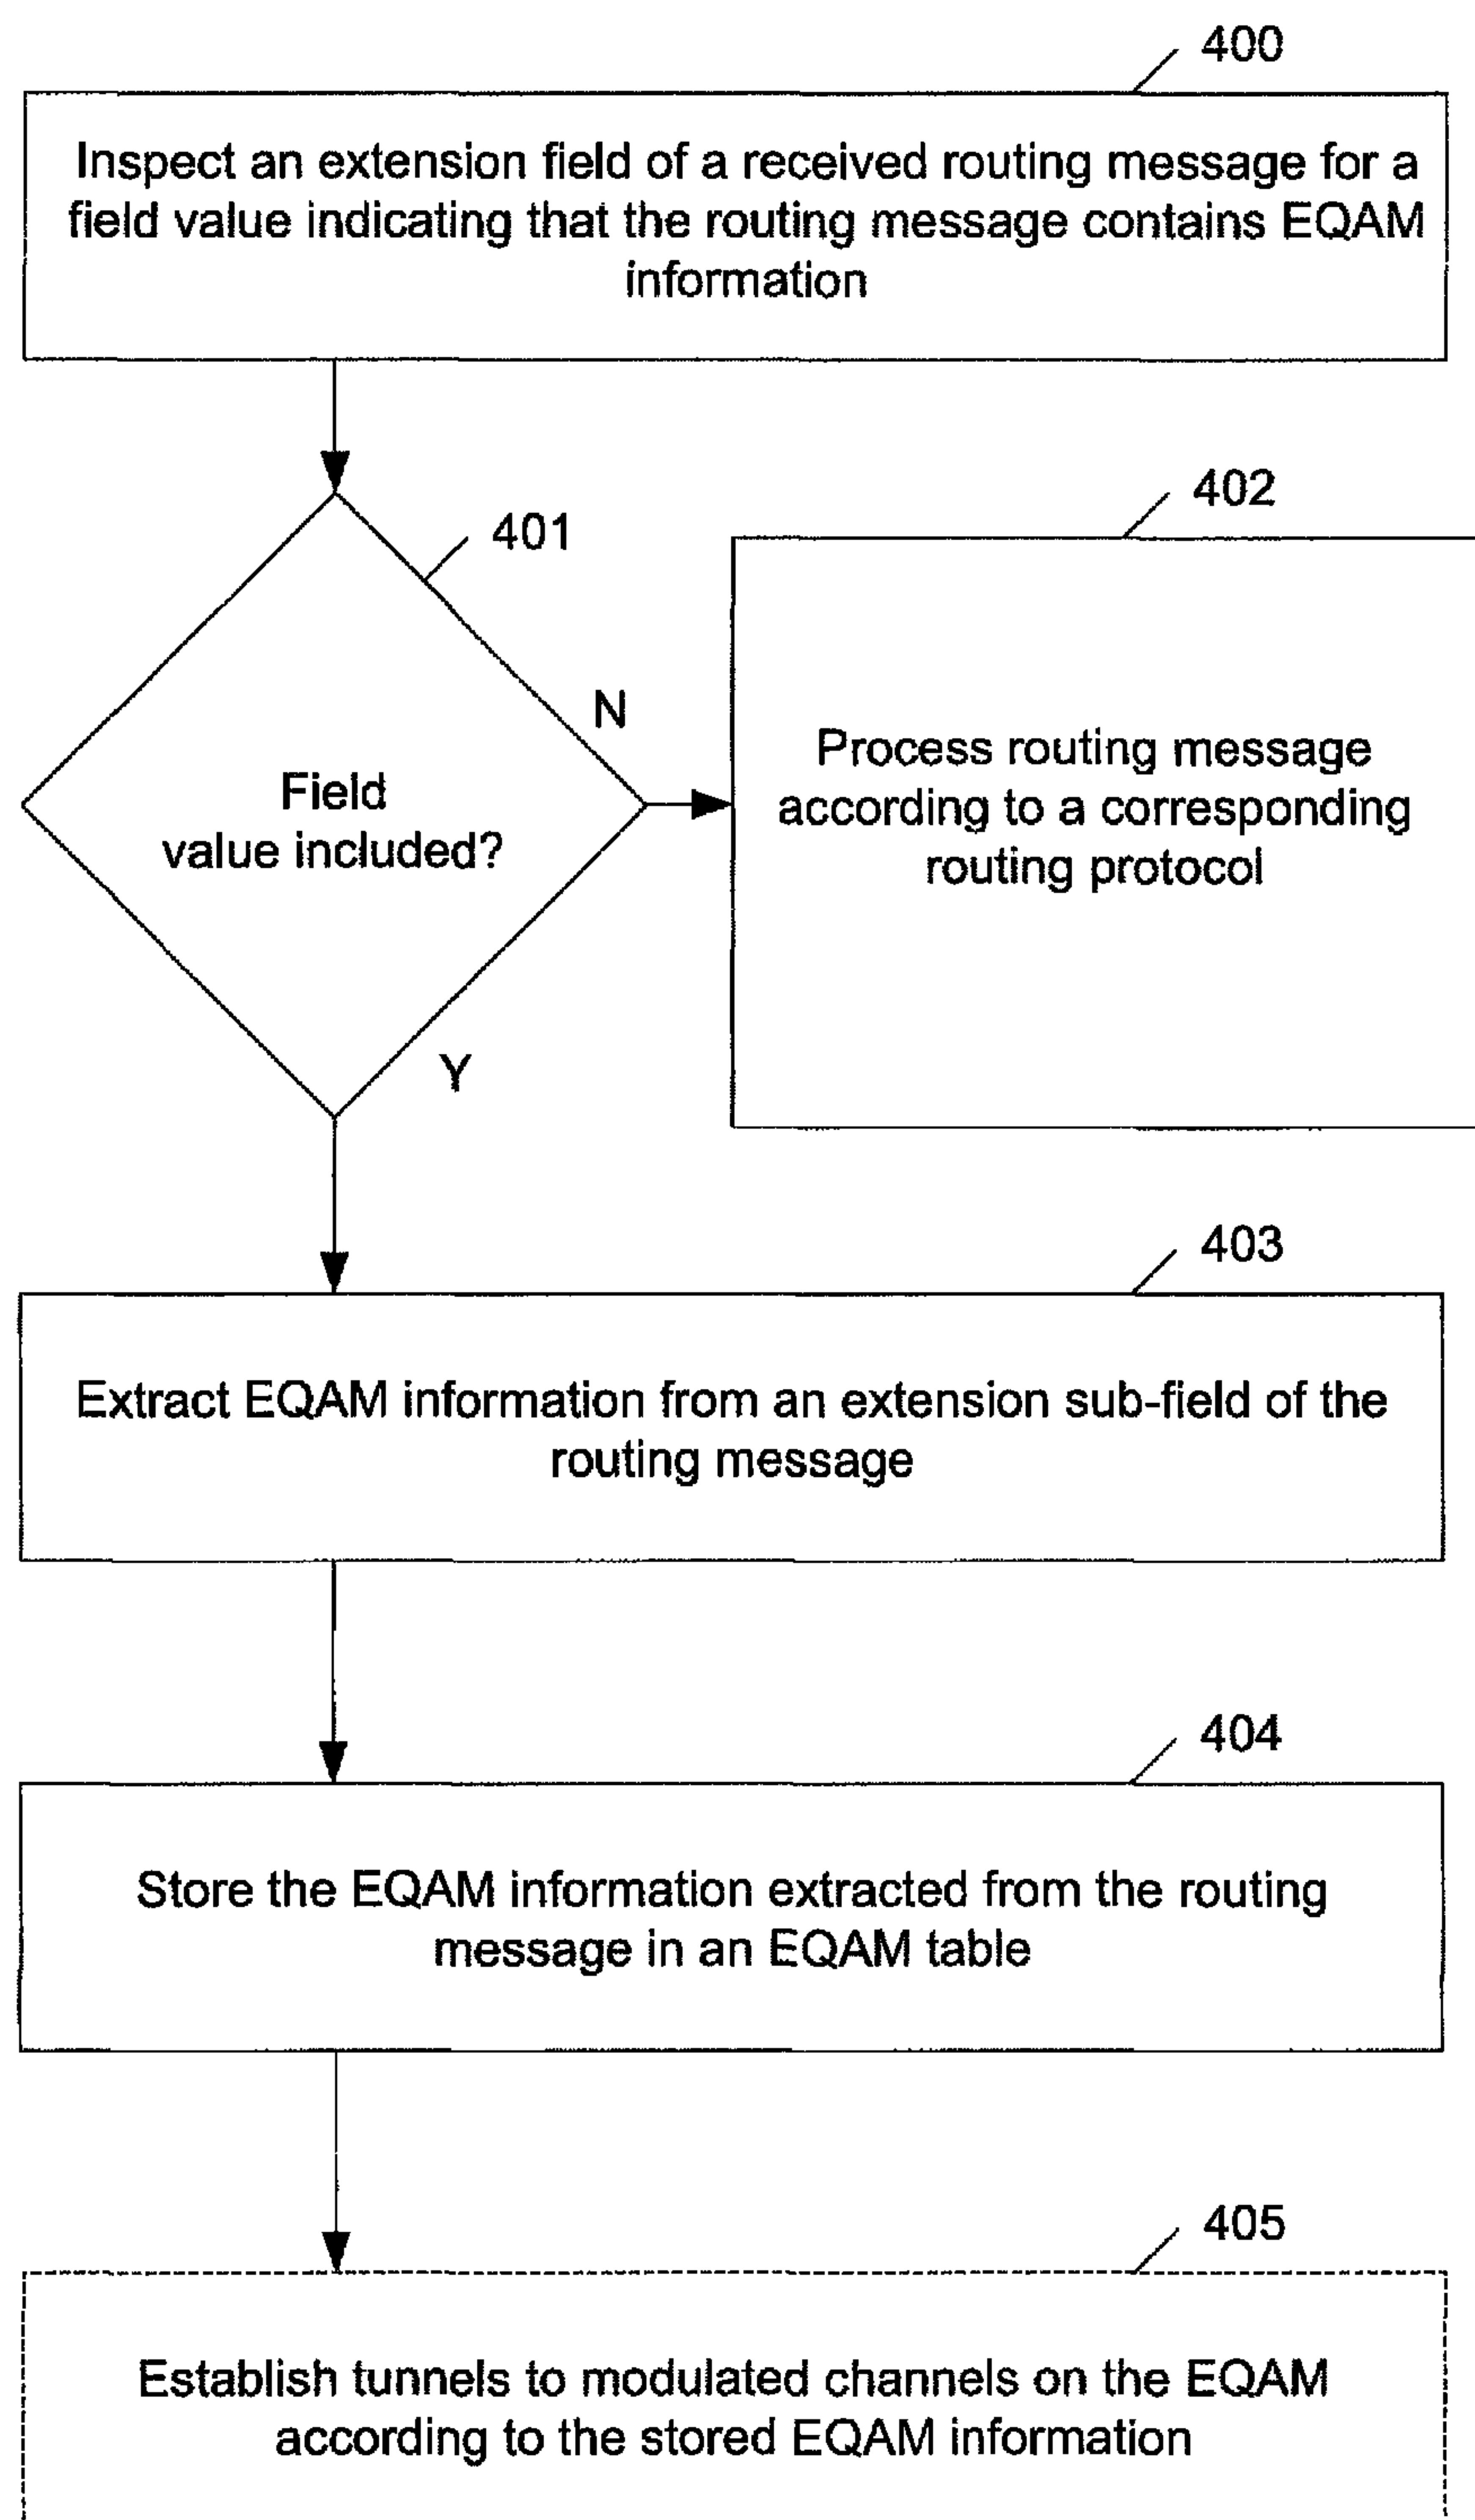 400
Inspect an extension field of a received routing message for a
field value indicating that the routing message contains EQAM
information
401
402
N
Field
value included?
Process routing message
according to a corresponding
routing protocol
Y
403
Extract EQAM information from an extension sub-field of the
routing message
404
Store the EQAM information extracted from the routing
message in an EQAM table
405
Establish tunnels to modulated channels on the EQAM
according to the stored EQAM information